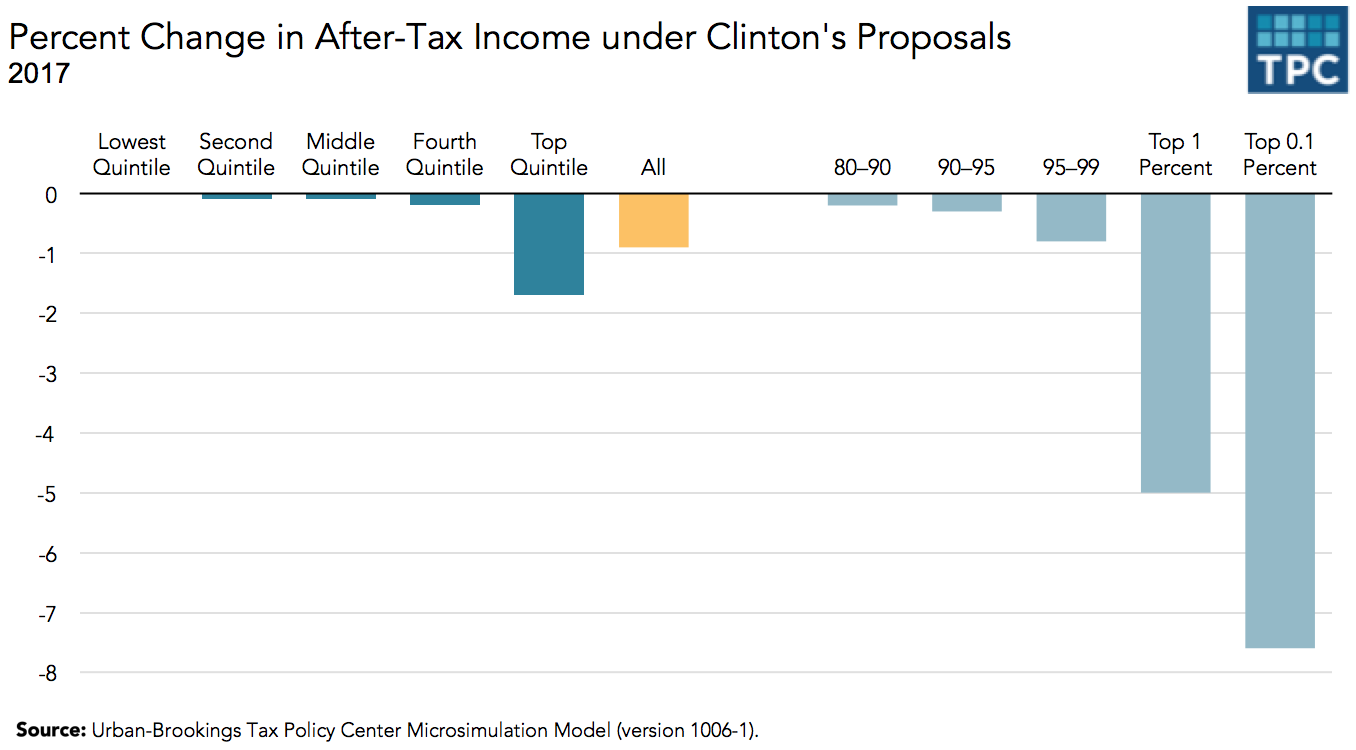 Percent Change in After-Tax Income under Clinton's Proposals
2017
TPC
Lowest Quintile
Second Quintile
Middle Quintile
Fourth Quintile
Top Quintile
All
80–90
90–95
95–99
Top 1 Percent
Top 0.1 Percent
0
-1
-2
-3
-4
-5
-6
-7
-8
Source: Urban-Brookings Tax Policy Center Microsimulation Model (version 1006-1).